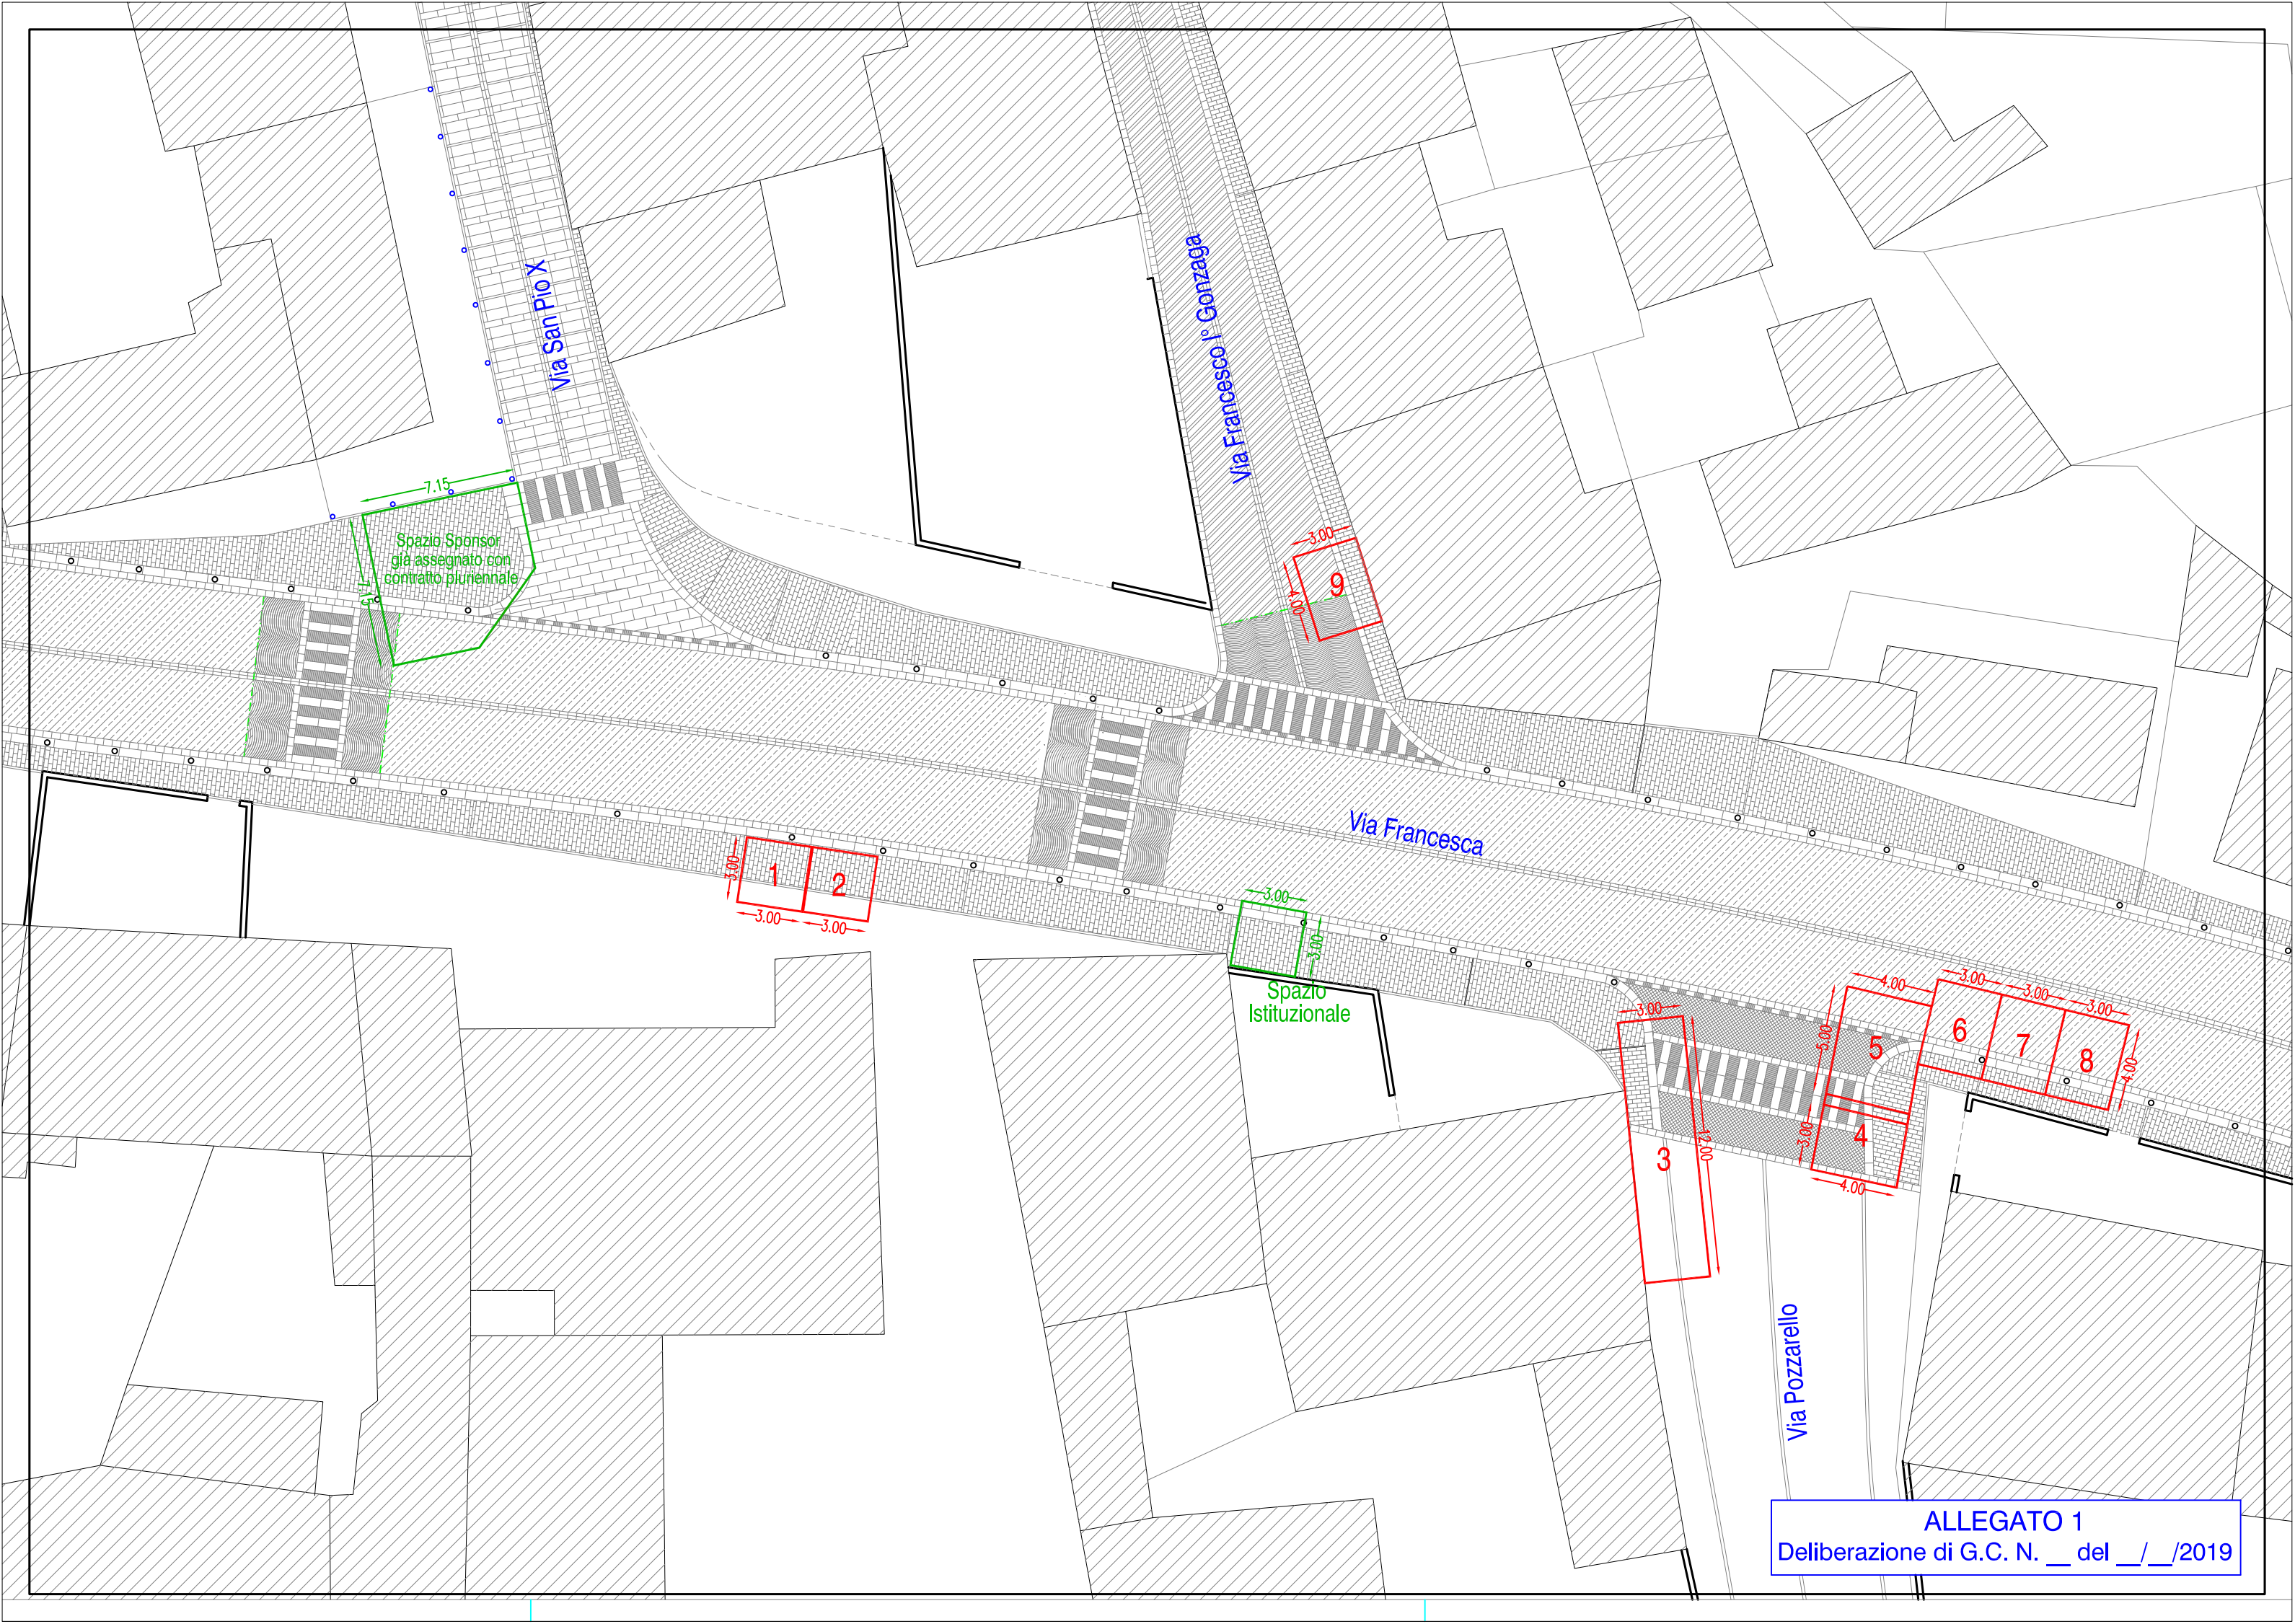 Via San Pio X
Via Francesco I° Gonzaga
7.15
7.15
Spazio Sponsor
già assegnato con
contratto pluriennale
3.00
4.00
9
Via Francesca
3.00
1
2
3.00
3.00
3.00
3.00
Spazio
Istituzionale
3.00
12.00
3
4.00
5.00
5
3.00
4
4.00
3.00
3.00
3.00
6
7
8
4.00
Via Pozzarello
ALLEGATO 1
Deliberazione di G.C. N. __ del __/__/2019